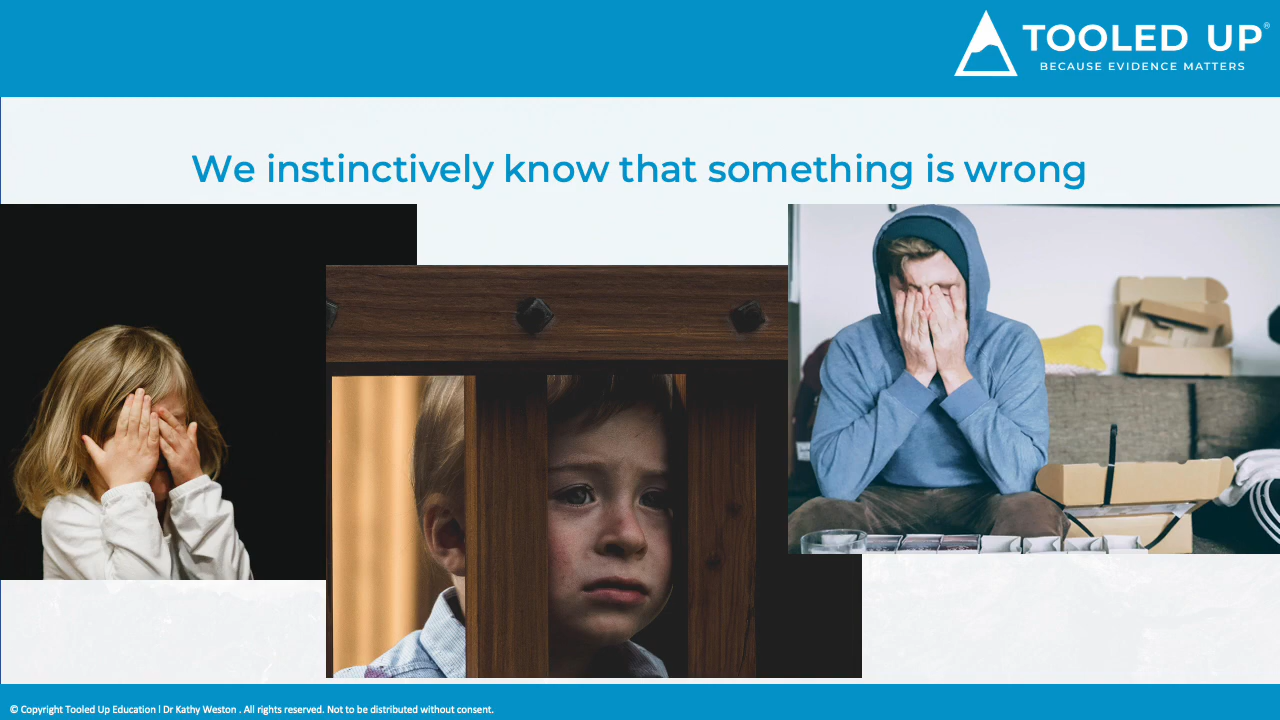 TOOLED UP®
BECAUSE EVIDENCE MATTERS
We instinctively know that something is wrong
© Copyright Tooled Up Education l Dr Kathy Weston . All rights reserved. Not to be distributed without consent.